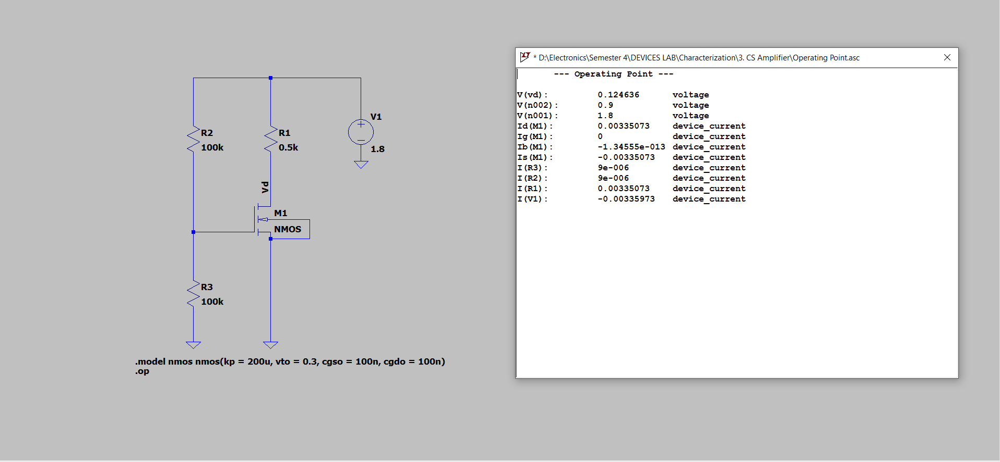 R2
100k
R1
0.5k
V1
1.8
Vd
M1
NMOS
R3
100k
.model nmos nmos(kp = 200u, vto = 0.3, cgso = 100n, cgdo = 100n)
.op
* D:\Electronics\Semester 4\DEVICES LAB\Characterization\3. CS Amplifier\Operating Point.asc
--- Operating Point ---
V(vd): 0.124636 voltage
V(n002): 0.9 voltage
V(n001): 1.8 voltage
Id(M1): 0.00335073 device_current
Ig(M1): 0 device_current
Ib(M1): -1.34555e-013 device_current
Is(M1): -0.00335073 device_current
I(R3): 9e-006 device_current
I(R2): 9e-006 device_current
I(R1): 0.00335073 device_current
I(V1): -0.00335973 device_current